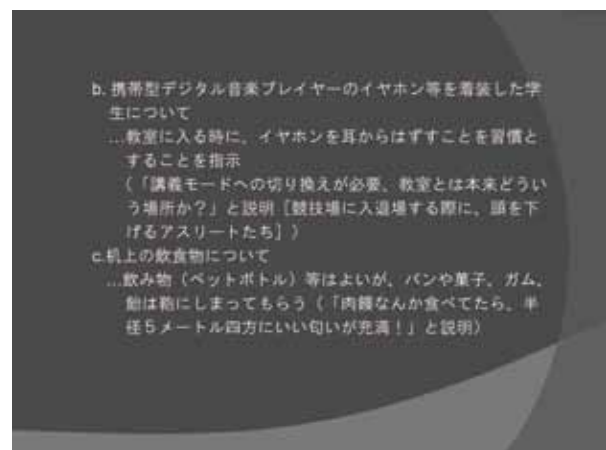 b. 携帯型デジタル音楽プレイヤーのイヤホン等を着装した学
生について
…教室に入る時に、イヤホンを耳からはずすことを習慣と
することを指示
(「講義モードへの切り換えが必要、教室とは本来どうい
う場所か?」と説明[競技場に入退場する際に、頭を下
げるアスリートたち])
c.机上の飲食物について
…飲み物(ペットボトル)等はよいが、パンや菓子、ガム、
飴は鞄にしまってもらう(「肉饅なんか食べてたら、半
径5メートル四方にいい匂いが充満!」と説明)